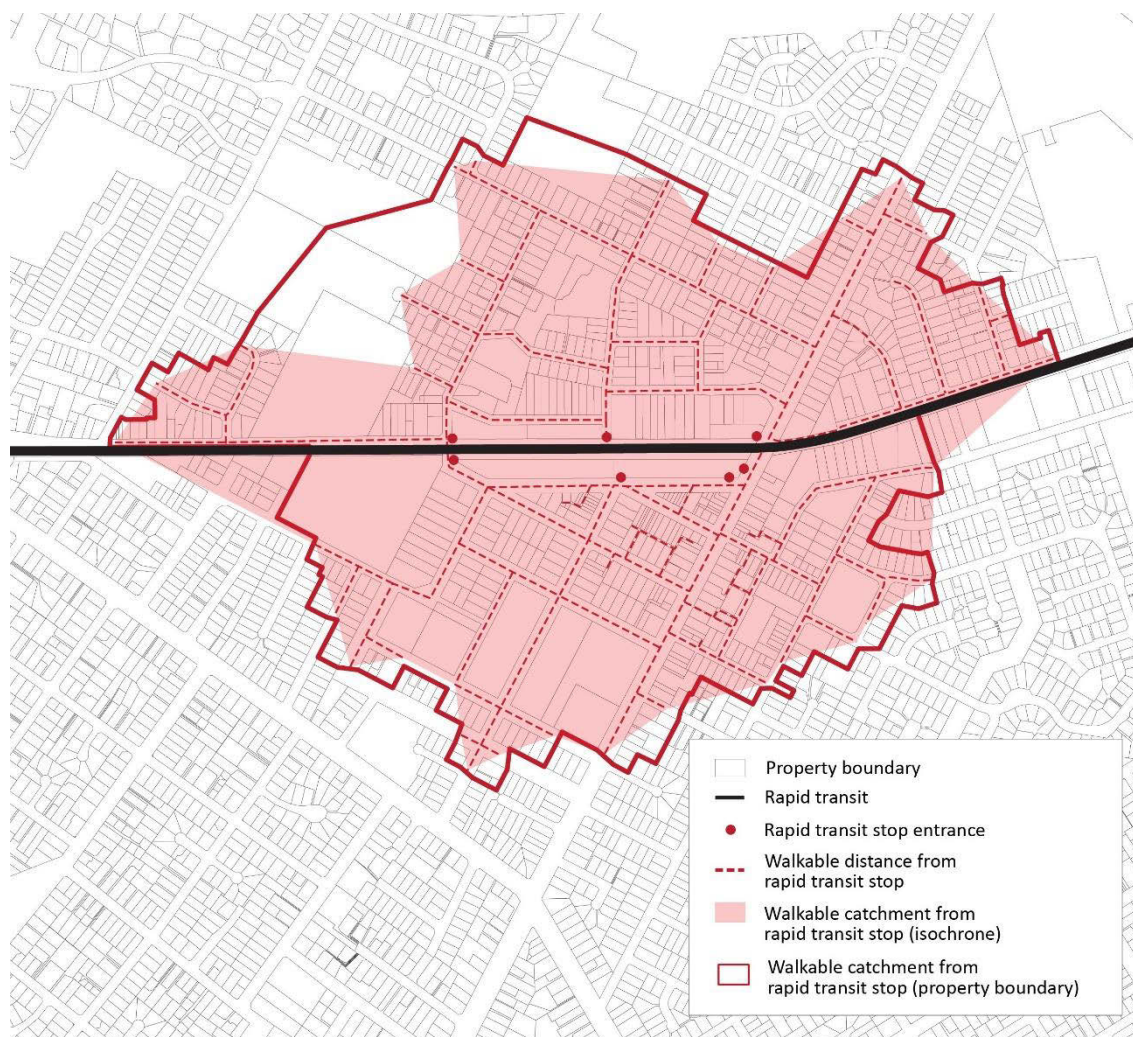 Property boundary
Rapid transit
Rapid transit stop entrance
Walkable distance from
rapid transit stop
Walkable catchment from
rapid transit stop (isochrone)
Walkable catchment from
rapid transit stop (property boundary)